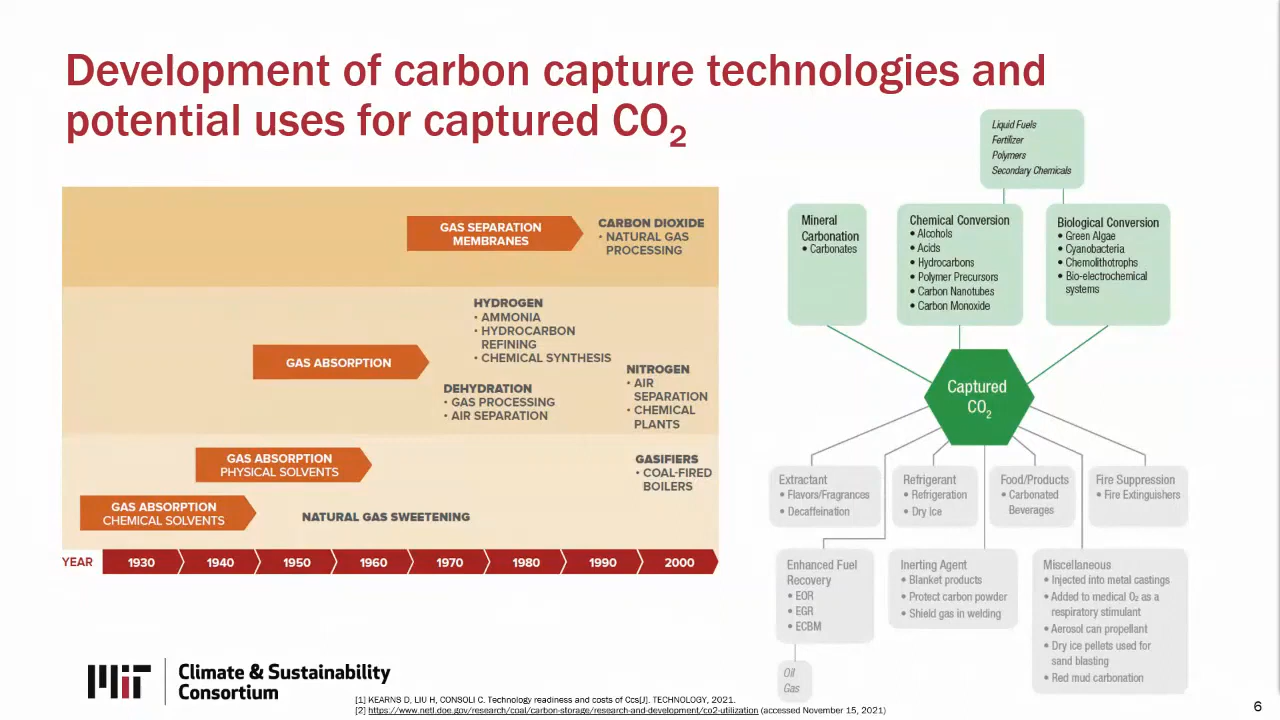 Development of carbon capture technologies and
potential uses for captured CO₂
GAS SEPARATION
MEMBRANES
CARBON DIOXIDE
• NATURAL GAS
PROCESSING
HYDROGEN
• AMMONIA
• HYDROCARBON
REFINING
• CHEMICAL SYNTHESIS
GAS ABSORPTION
NITROGEN
• AIR
SEPARATION
• CHEMICAL
PLANTS
DEHYDRATION
• GAS PROCESSING
• AIR SEPARATION
GAS ABSORPTION
PHYSICAL SOLVENTS
GASIFIERS
• COAL-FIRED
BOILERS
GAS ABSORPTION
CHEMICAL SOLVENTS
NATURAL GAS SWEETENING
YEAR 1930 1940 1950 1960 1970 1980 1990 2000
Liquid Fuels
Fertilizer
Polymers
Secondary Chemicals
Mineral
Carbonation
• Carbonates
Chemical Conversion
• Alcohols
• Acids
• Hydrocarbons
• Polymer Precursors
• Carbon Nanotubes
• Carbon Monoxide
Biological Conversion
• Green Algae
• Cyanobacteria
• Chemolithotrophs
• Bio-electrochemical
systems
Captured
CO₂
Extractant
• Flavors/Fragrances
• Decaffeination
Refrigerant
• Refrigeration
• Dry ice
Food/Products
• Carbonated
Beverages
Fire Suppression
• Fire Extinguishers
Enhanced Fuel
Recovery
• EOR
• EGR
• ECBM
Inerting Agent
• Blanket products
• Protect carbon powder
• Shield gas in welding
Miscellaneous
• Injected into metal castings
• Added to medical O₂ as a
respiratory stimulant
• Aerosol can propellant
• Dry ice pellets used for
sand blasting
• Red mud carbonation
Oil
Gas
MIT
Climate & Sustainability
Consortium
[1] KEARNS D, LIU H, CONSOLI C. Technology readiness and costs of Ccs[J]. TECHNOLOGY, 2021.
[2] https://www.netl.doe.gov/research/coal/carbon-storage/research-and-development/co2-utilization (accessed November 15, 2021)
6